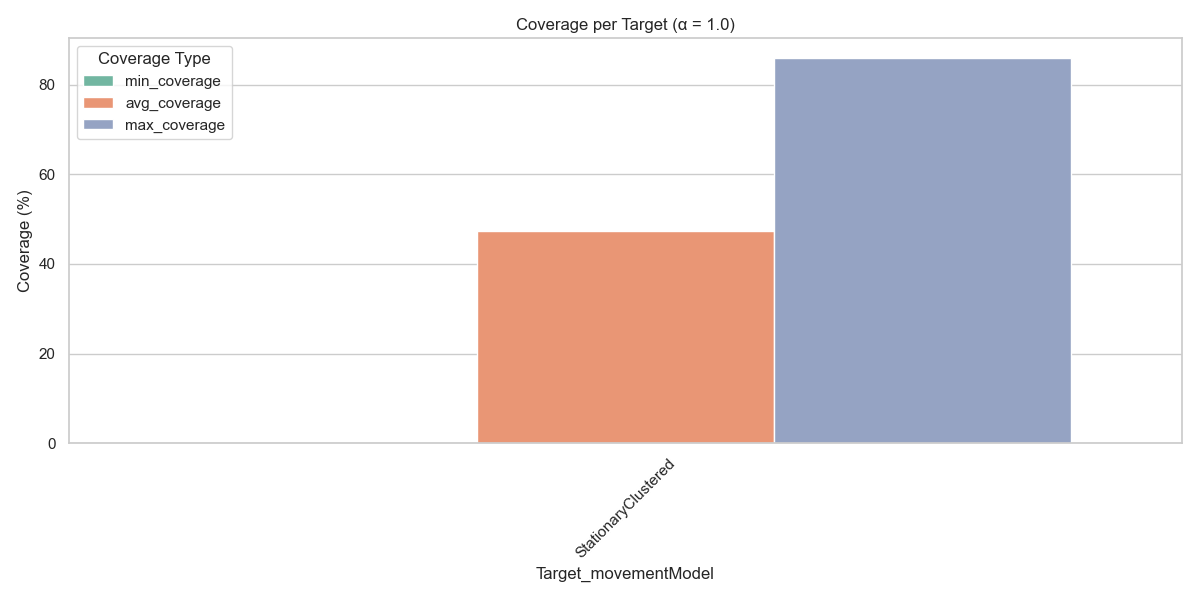 Coverage per Target (α = 1.0)
Coverage Type
min_coverage
avg_coverage
max_coverage
Coverage (%)
80
60
40
20
0
StationaryClustered
Target_movementModel